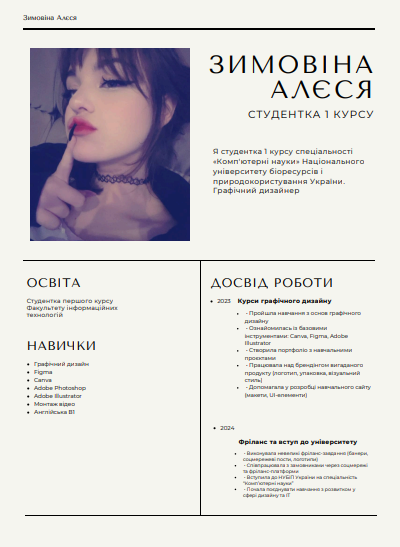 Зимовіна Алєся
ЗИМОВІНА
АЛЄСЯ
СТУДЕНТКА 1 КУРСУ
Я студентка 1 курсу спеціальності
«Комп'ютерні науки» Національного
університету біоресурсів і
природокористування України.
Графічний дизайнер
ОСВІТА
Студентка першого курсу
Факультету інформаційних
технологій
НАВИЧКИ
Графічний дизайн
Figma
Canva
Adobe Photoshop
Adobe Illustrator
Монтаж відео
Англійська B1
ДОСВІД РОБОТИ
2023 Курси графічного дизайну
- Пройшла навчання з основ графічного
дизайну
- Ознайомилась із базовими
інструментами: Canva, Figma, Adobe
Illustrator
- Створила портфоліо з навчальними
проєктами
- Працювала над брендінгом вигаданого
продукту (логотип, упаковка, візуальний
стиль)
- Допомагала у розробці навчального сайту
(макети, UI-елементи)
2024
Фріланс та вступ до університету
- Виконувала невеликі фріланс-завдання (банери,
соцмережеві пости, логотипи)
- Співпрацювала з замовниками через соцмережі
та фріланс-платформи
- Вступила до НУБІП України на спеціальність
"Комп'ютерні науки"
- Почала поєднувати навчання з розвитком у
сфері дизайну та ІТ